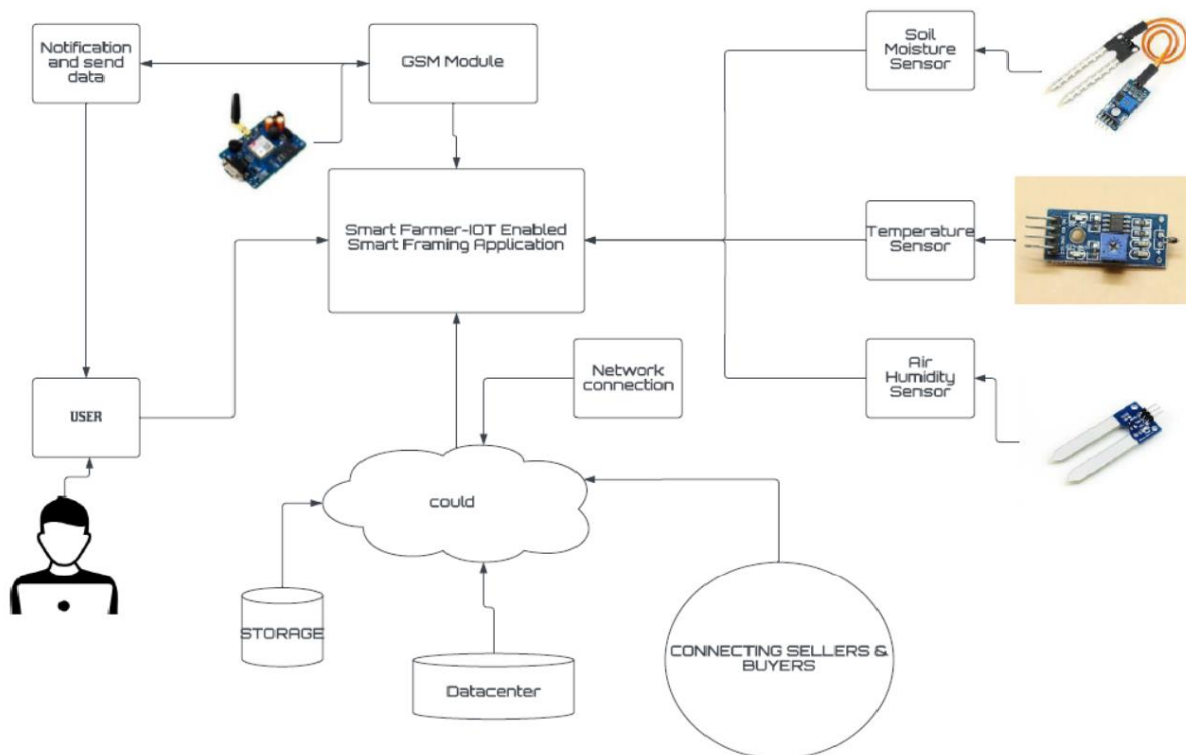 Notification
and send
data
GSM Module
Soil
Moisture
Sensor
Smart Farmer-IOT Enabled
Smart Framing Application
Temperature
Sensor
Network
connection
Air
Humidity
Sensor
USER
could
STORAGE
Datacenter
CONNECTING SELLERS &
BUYERS